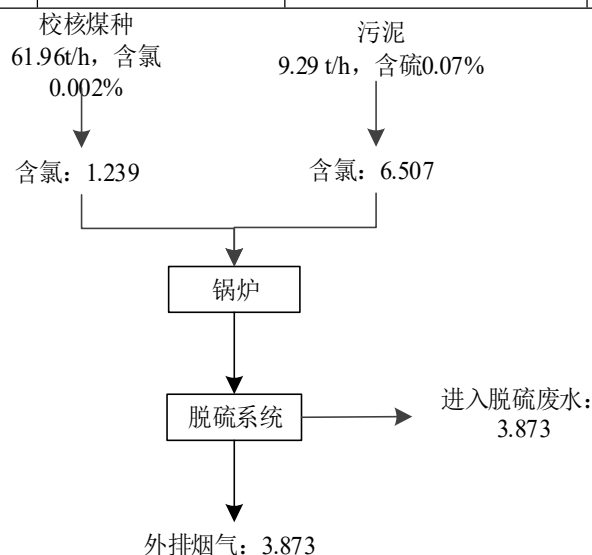 校核煤种
61.96t/h，含氯
0.002%
污泥
9.29 t/h，含硫0.07%
含氯：1.239
含氯：6.507
锅炉
脱硫系统
进入脱硫废水：
3.873
外排烟气：3.873